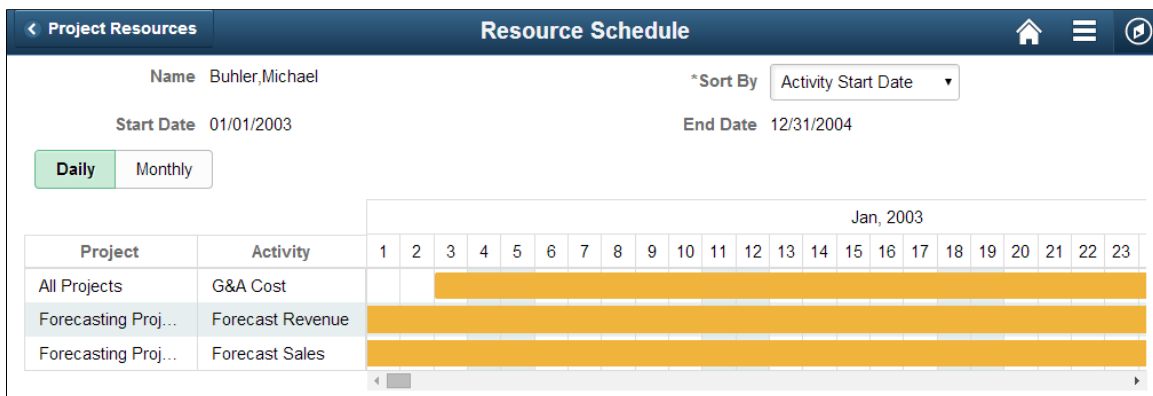 Project Resources Resource Schedule
Name Buhler,Michael *Sort By Activity Start Date
Start Date 01/01/2003 End Date 12/31/2004
Daily Monthly
Jan, 2003
Project Activity 1 2 3 4 5 6 7 8 9 10 11 12 13 14 15 16 17 18 19 20 21 22 23
All Projects G&A Cost
Forecasting Proj... Forecast Revenue
Forecasting Proj... Forecast Sales